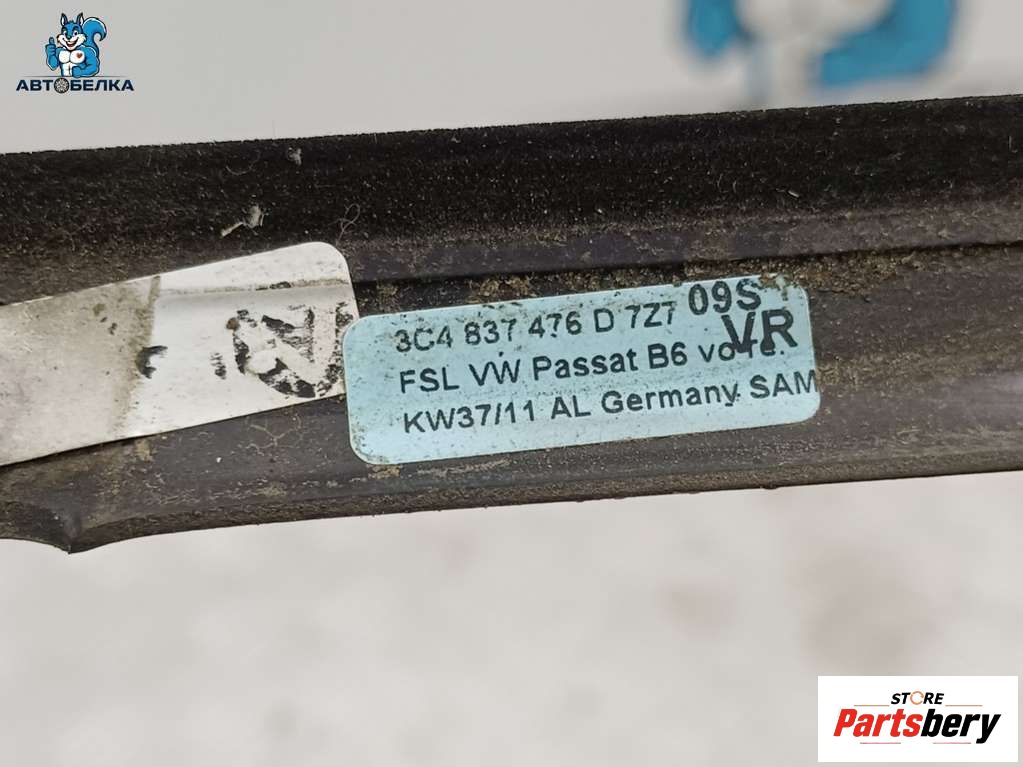 АВТОБЕЛКА
3C4 837 476 D 7Z7 09S
VR
FSL VW Passat B6
KW37/11 AL Germany SAM
STORE
Partsbery